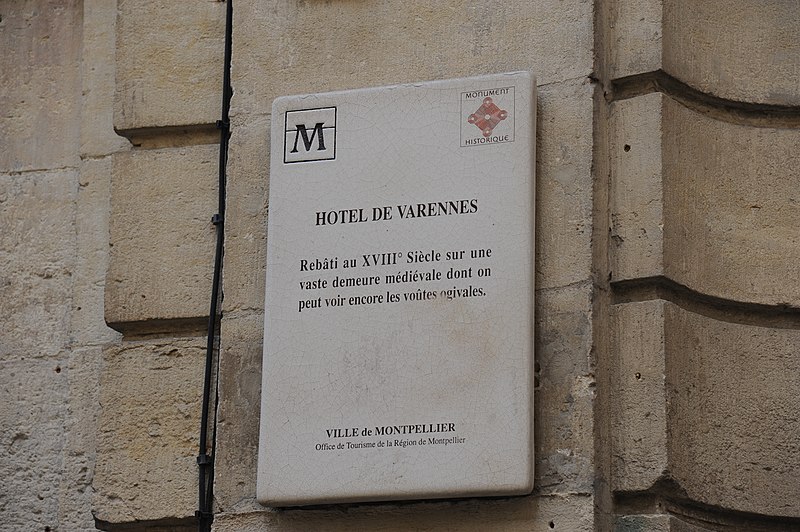 M
MONUMENT
HISTORIQUE
HOTEL DE VARENNES
Rebâti au XVIII° Siècle sur une
vaste demeure médiévale dont on
peut voir encore les voûtes ogivales.
VILLE de MONTPELLIER
Office de Tourisme de la Région de Montpellier